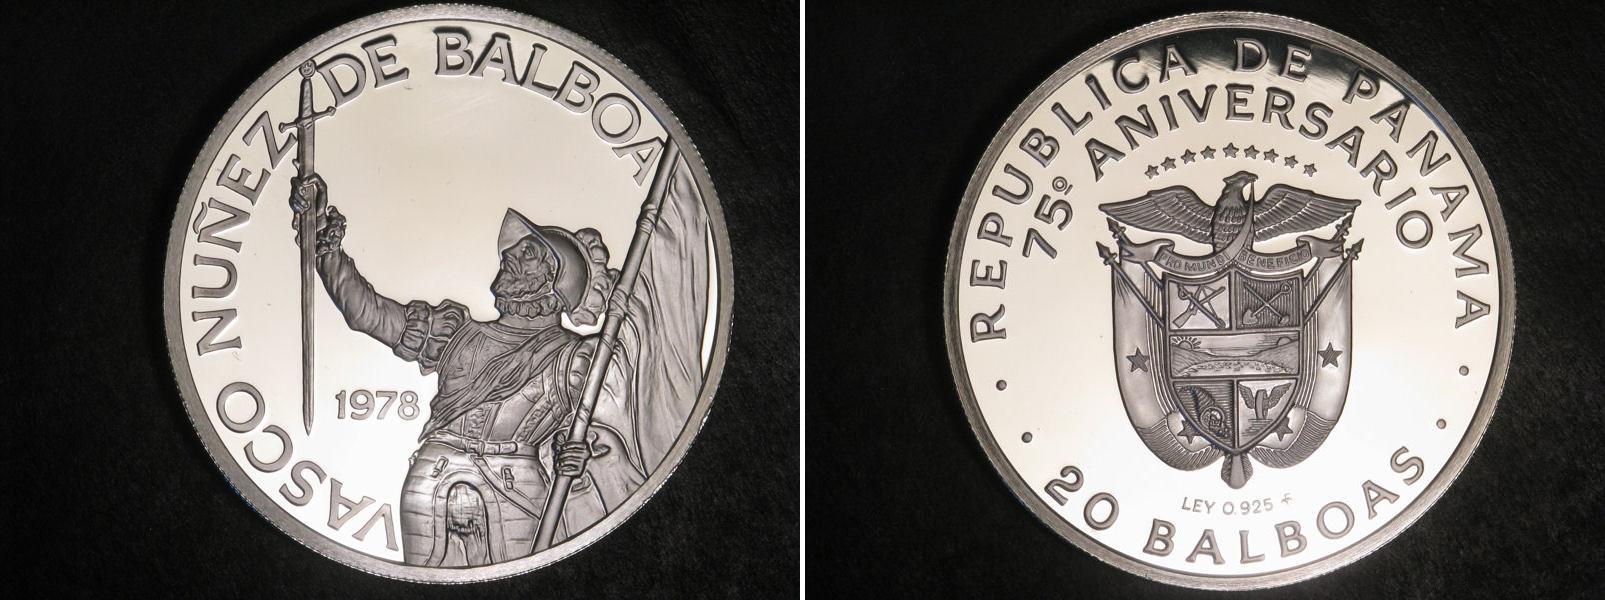 VASCO NUÑEZ DE BALBOA
1978
REPUBLICA DE PANAMA
75º ANIVERSARIO
PRO MUNDI BENEFICIO
LEY 0.925
20 BALBOAS